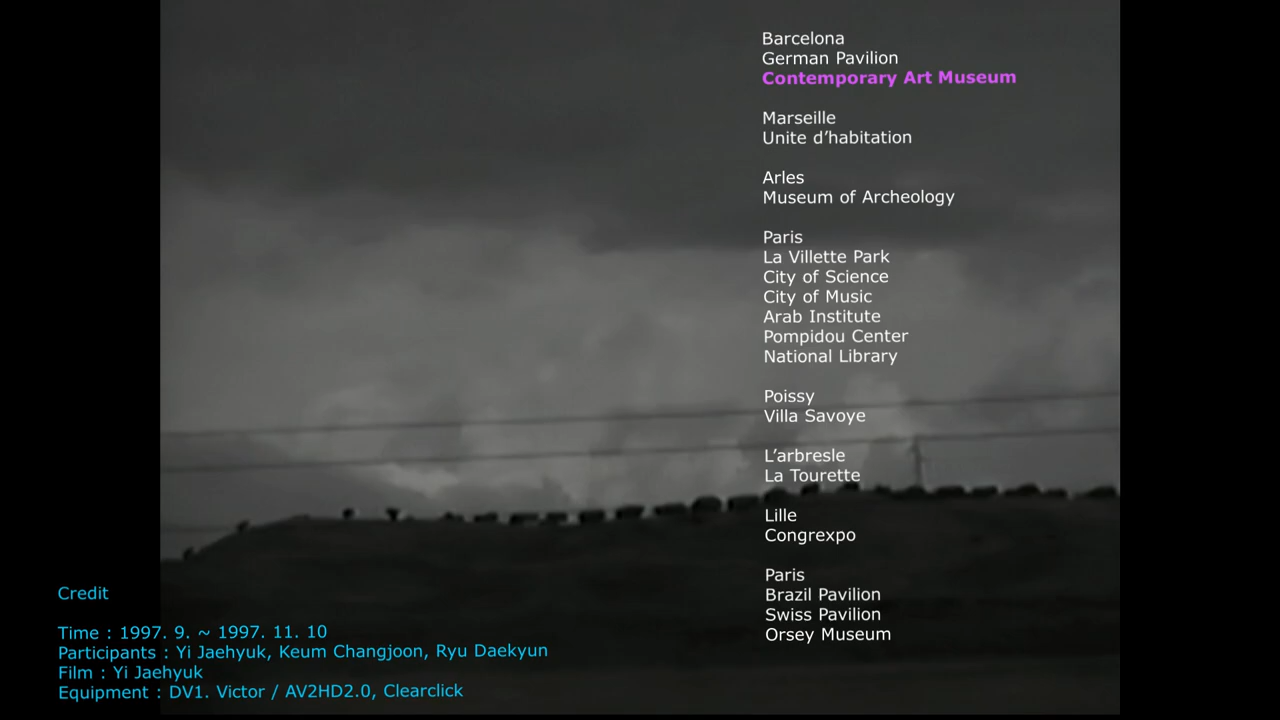 Barcelona
German Pavilion
Contemporary Art Museum
Marseille
Unite d’habitation
Arles
Museum of Archeology
Paris
La Villette Park
City of Science
City of Music
Arab Institute
Pompidou Center
National Library
Poissy
Villa Savoye
L’arbresle
La Tourette
Lille
Congrexpo
Paris
Brazil Pavilion
Swiss Pavilion
Orsey Museum
Credit
Time : 1997. 9. ~ 1997. 11. 10
Participants : Yi Jaehyuk, Keum Changjoon, Ryu Daekyun
Film : Yi Jaehyuk
Equipment : DV1. Victor / AV2HD2.0, Clearclick